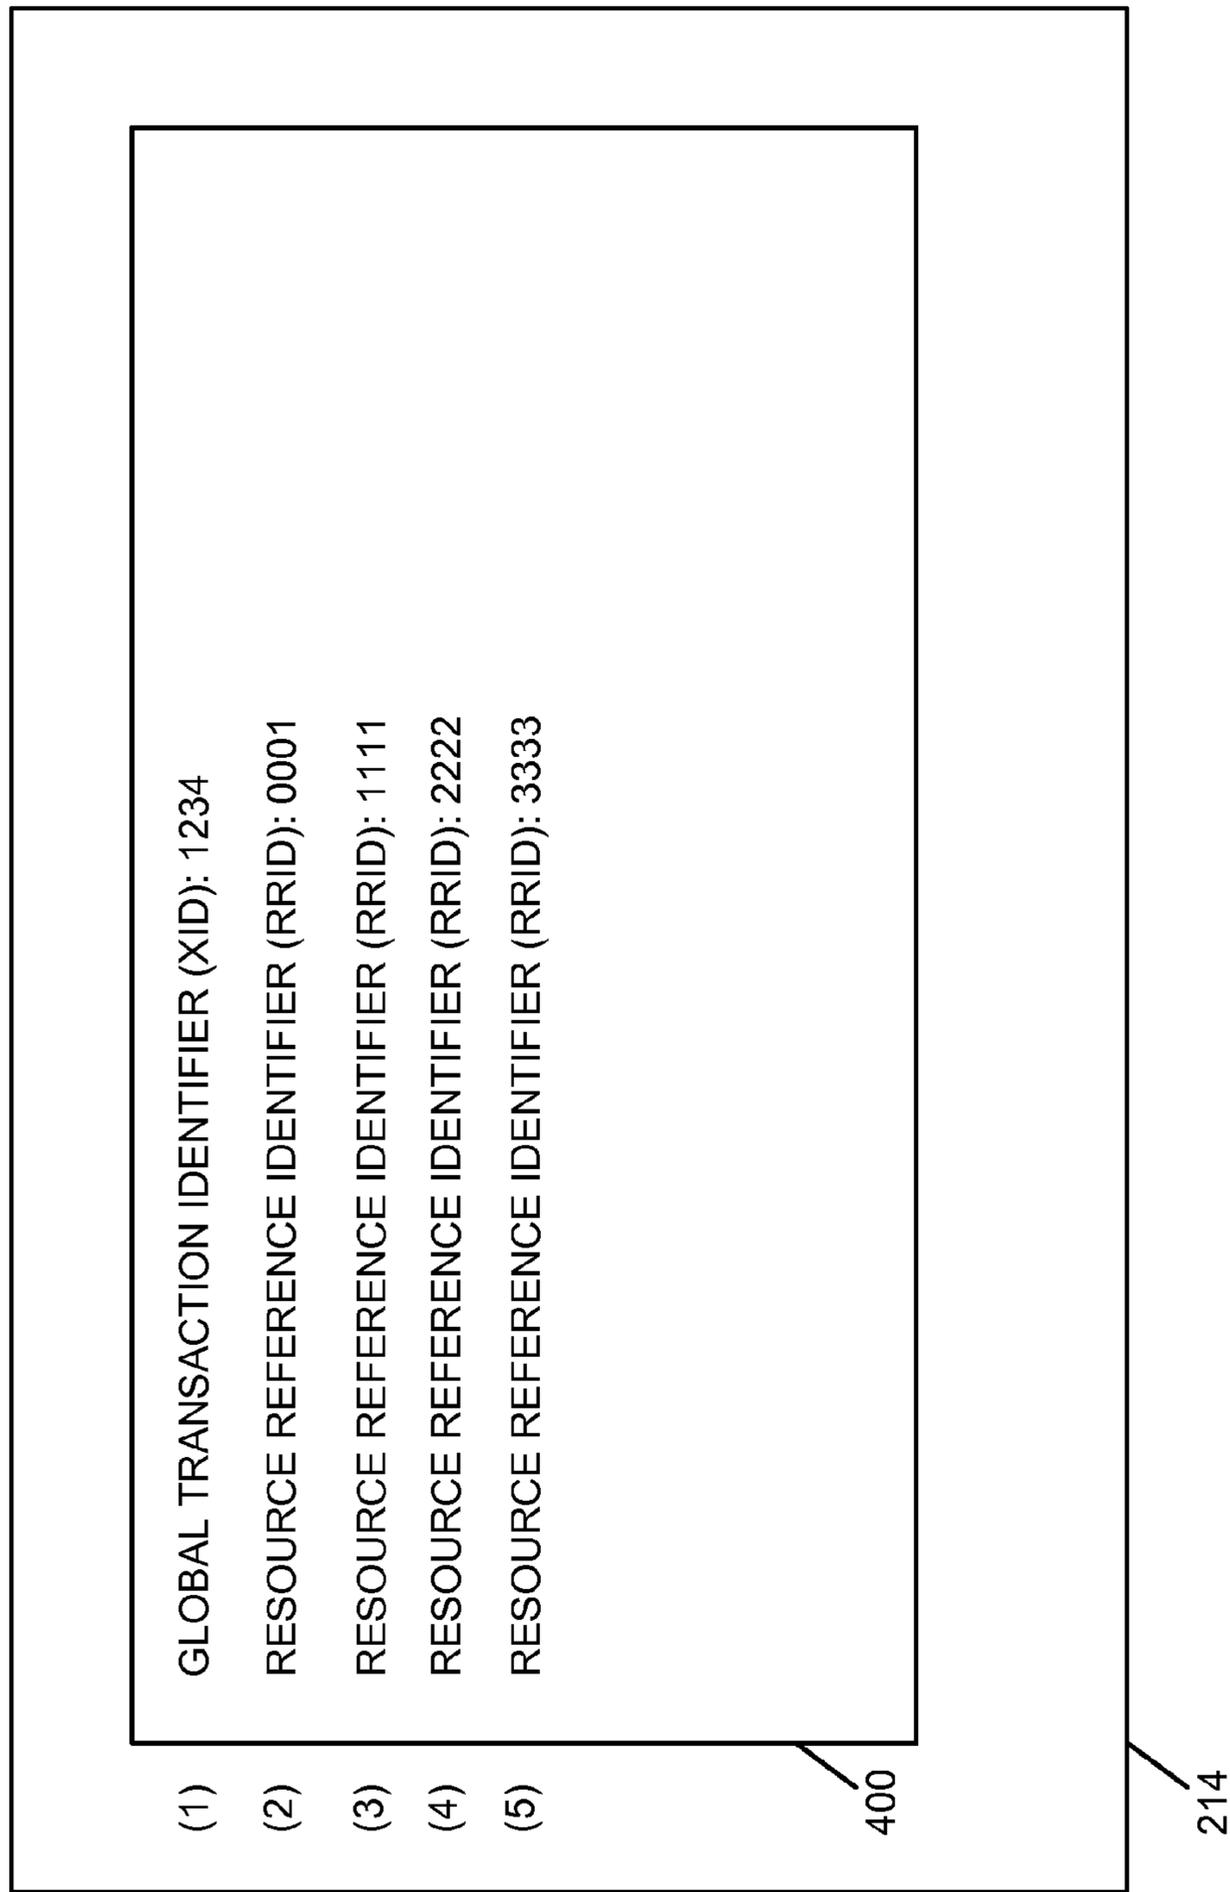 (1) GLOBAL TRANSACTION IDENTIFIER (XID): 1234
(2) RESOURCE REFERENCE IDENTIFIER (RRID): 0001
(3) RESOURCE REFERENCE IDENTIFIER (RRID): 1111
(4) RESOURCE REFERENCE IDENTIFIER (RRID): 2222
(5) RESOURCE REFERENCE IDENTIFIER (RRID): 3333
400
214